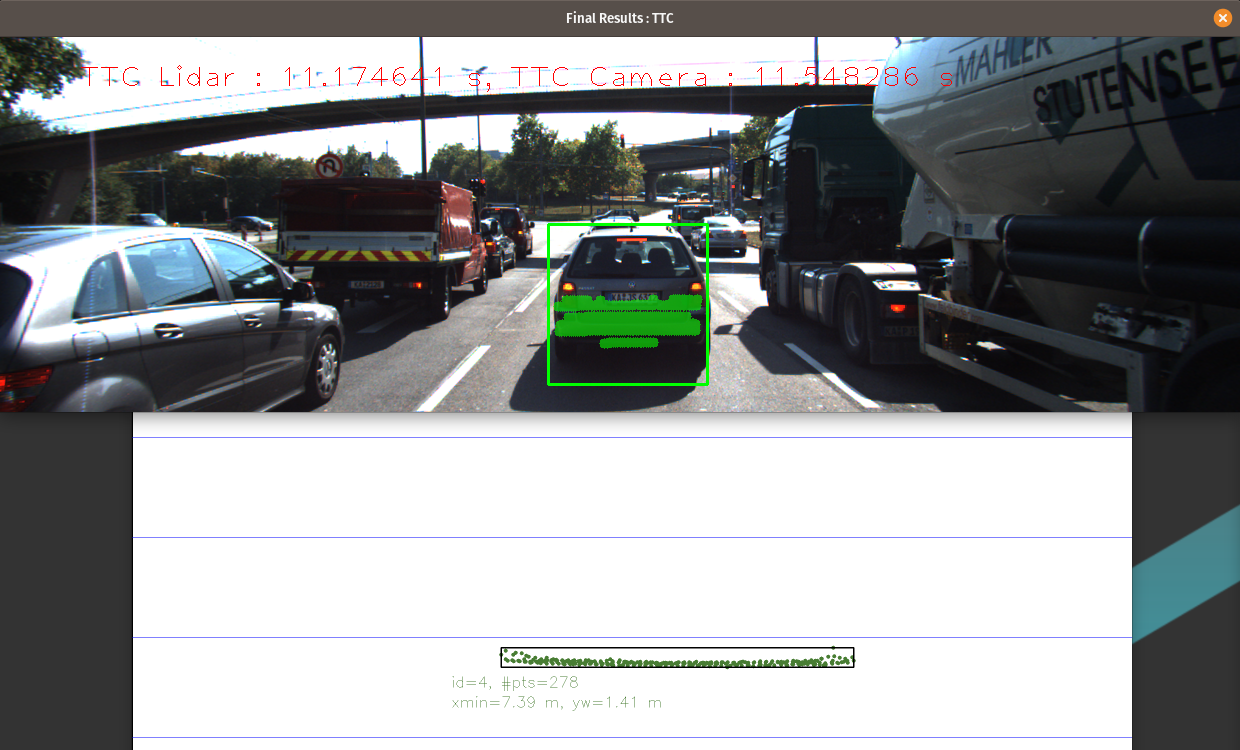 Final Results : TTC
TTC Lidar : 11.174641 s, TTC Camera : 11.548286 s
MAHLER
STUTENSEE
id=4, #pts=278
xmin=7.39 m, yw=1.41 m